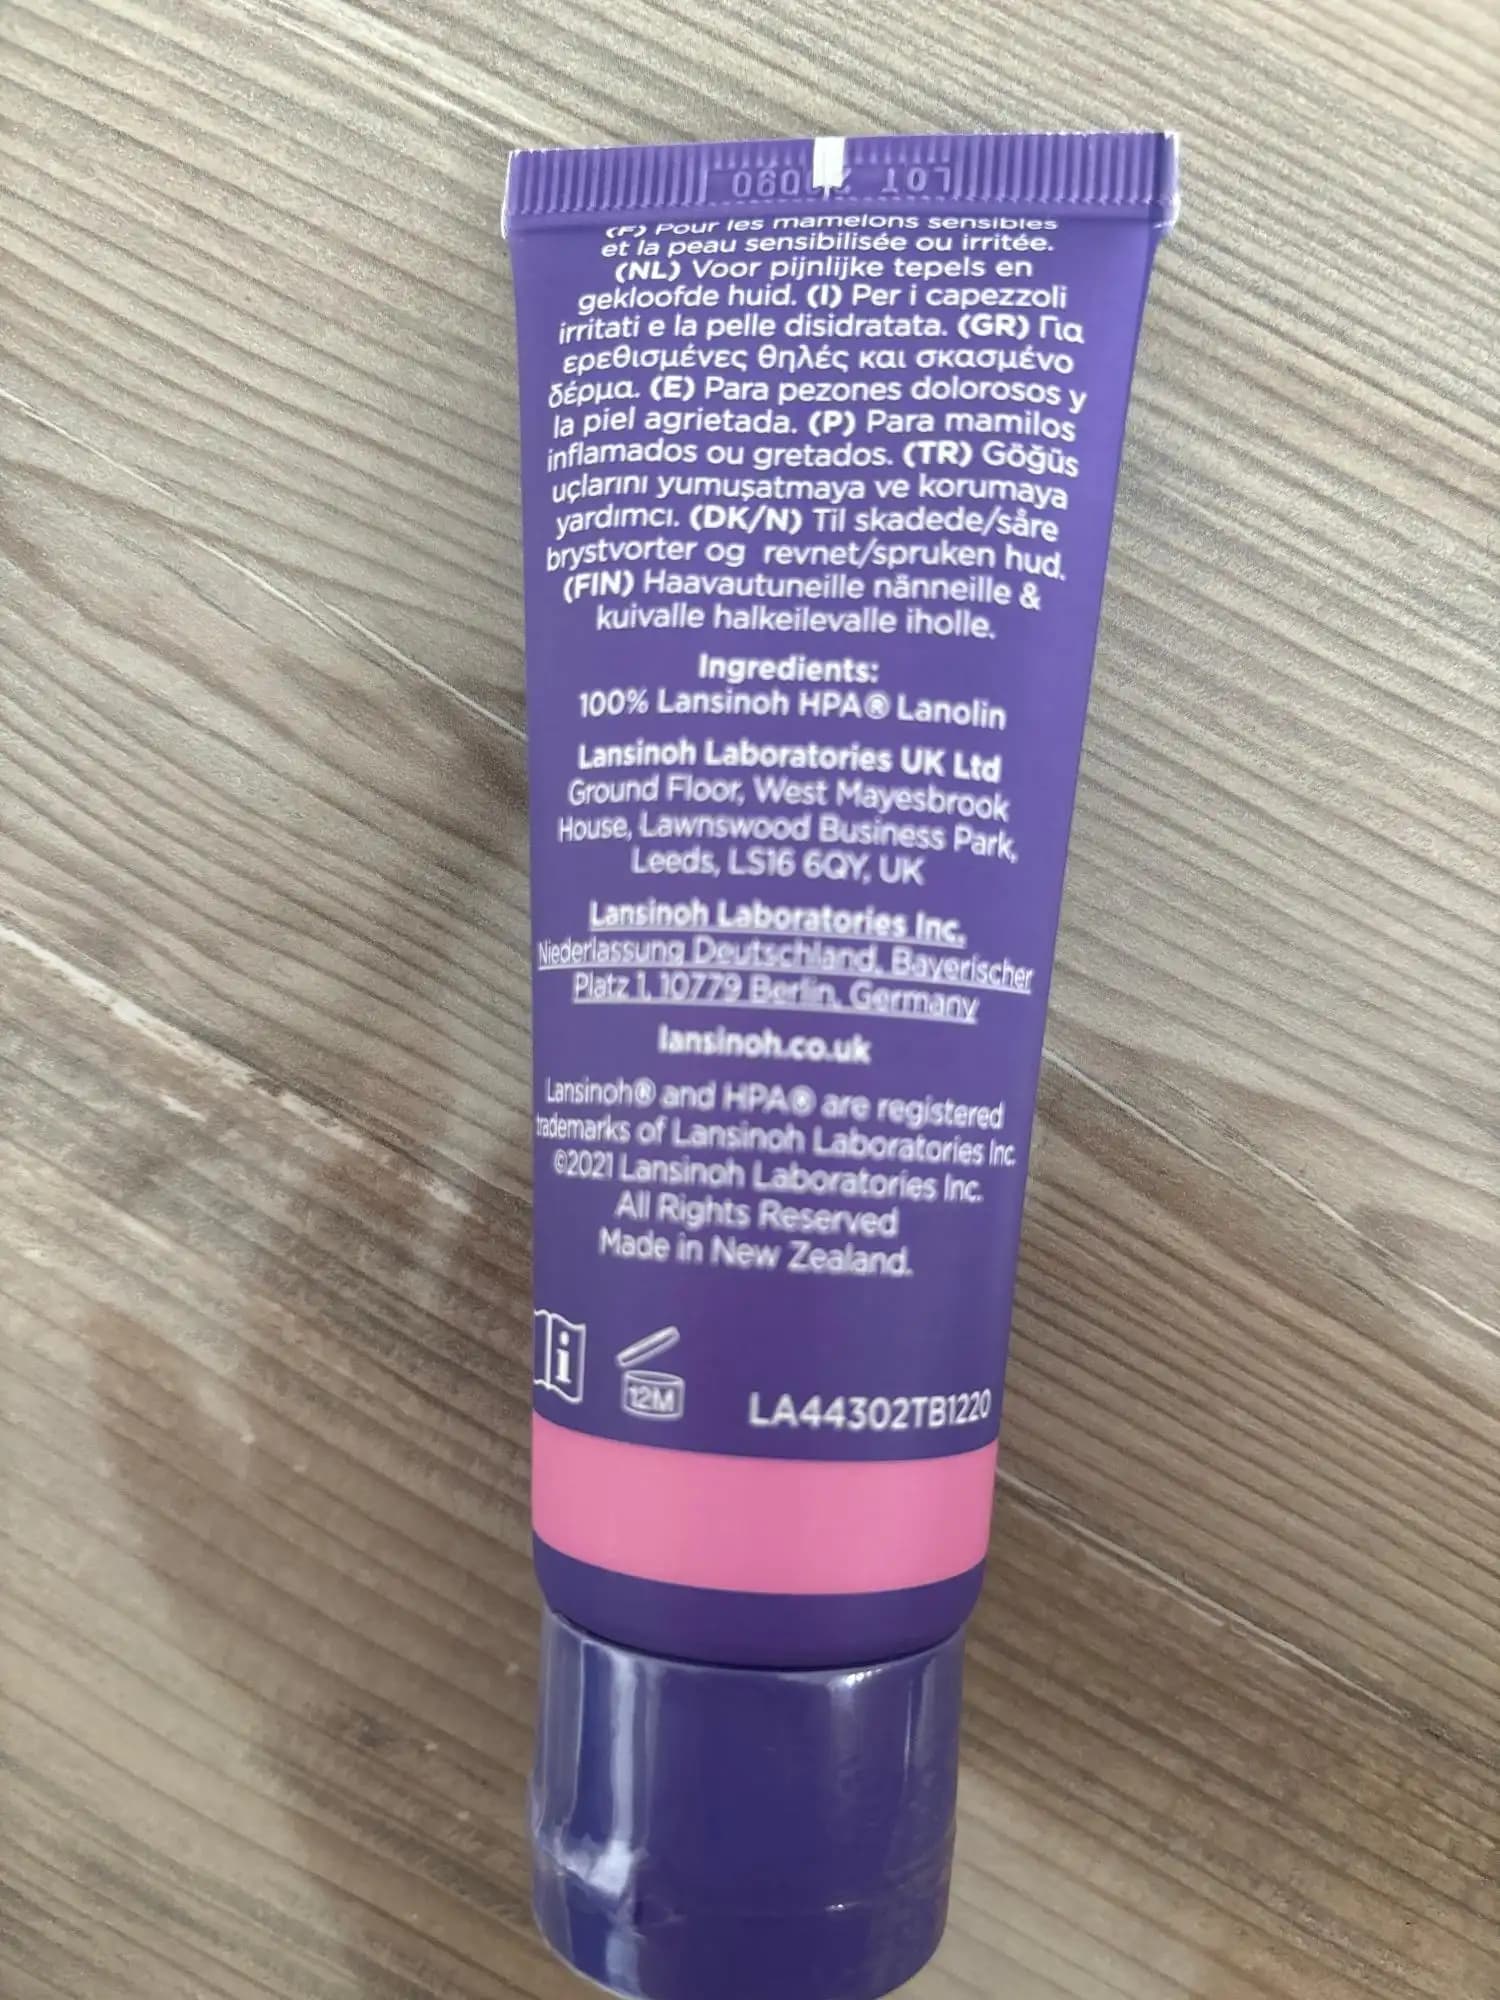 LOT
(F) Pour les mamelons sensibles
et la peau sensibilisée ou irritée.
(NL) Voor pijnlijke tepels en
gekloofde huid. (I) Per i capezzoli
irritati e la pelle disidratata. (GR) Για
ερεθισμένες θηλές και σκασμένο
δέρμα. (E) Para pezones dolorosos y
la piel agrietada. (P) Para mamilos
inflamados ou gretados. (TR) Göğüs
uçlarını yumuşatmaya ve korumaya
yardımcı. (DK/N) Til skadede/såre
brystvorter og revnet/spruken hud.
(FIN) Haavautuneille nänneille &
kuivalle halkeilevalle iholle.
Ingredients:
100% Lansinoh HPA® Lanolin
Lansinoh Laboratories UK Ltd
Ground Floor, West Mayesbrook
House, Lawnswood Business Park,
Leeds, LS16 6QY, UK
Lansinoh Laboratories Inc.
Niederlassung Deutschland, Bayerischer
Platz 1, 10779 Berlin, Germany
lansinoh.co.uk
Lansinoh® and HPA® are registered
trademarks of Lansinoh Laboratories Inc.
©2021 Lansinoh Laboratories Inc.
All Rights Reserved
Made in New Zealand.
i
12M
LA44302TB1220